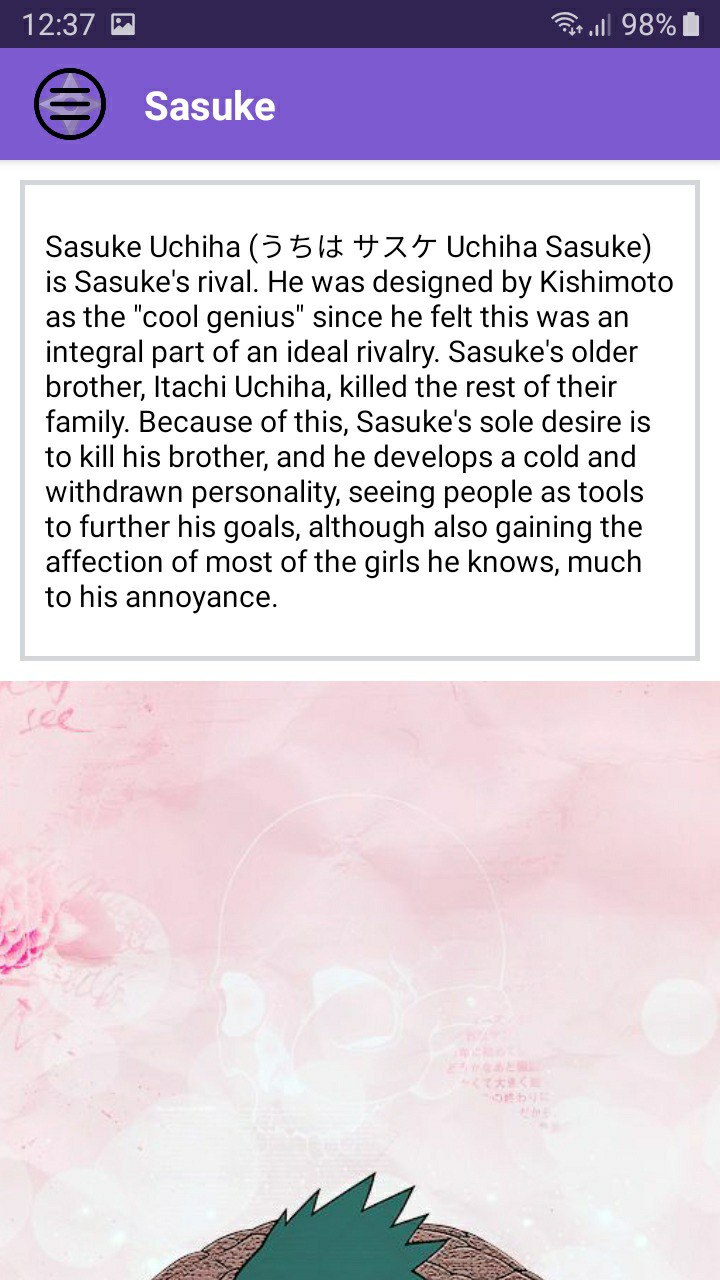 12:37
98%
Sasuke
Sasuke Uchiha (うちは サスケ Uchiha Sasuke)
is Sasuke's rival. He was designed by Kishimoto
as the "cool genius" since he felt this was an
integral part of an ideal rivalry. Sasuke's older
brother, Itachi Uchiha, killed the rest of their
family. Because of this, Sasuke's sole desire is
to kill his brother, and he develops a cold and
withdrawn personality, seeing people as tools
to further his goals, although also gaining the
affection of most of the girls he knows, much
to his annoyance.
see